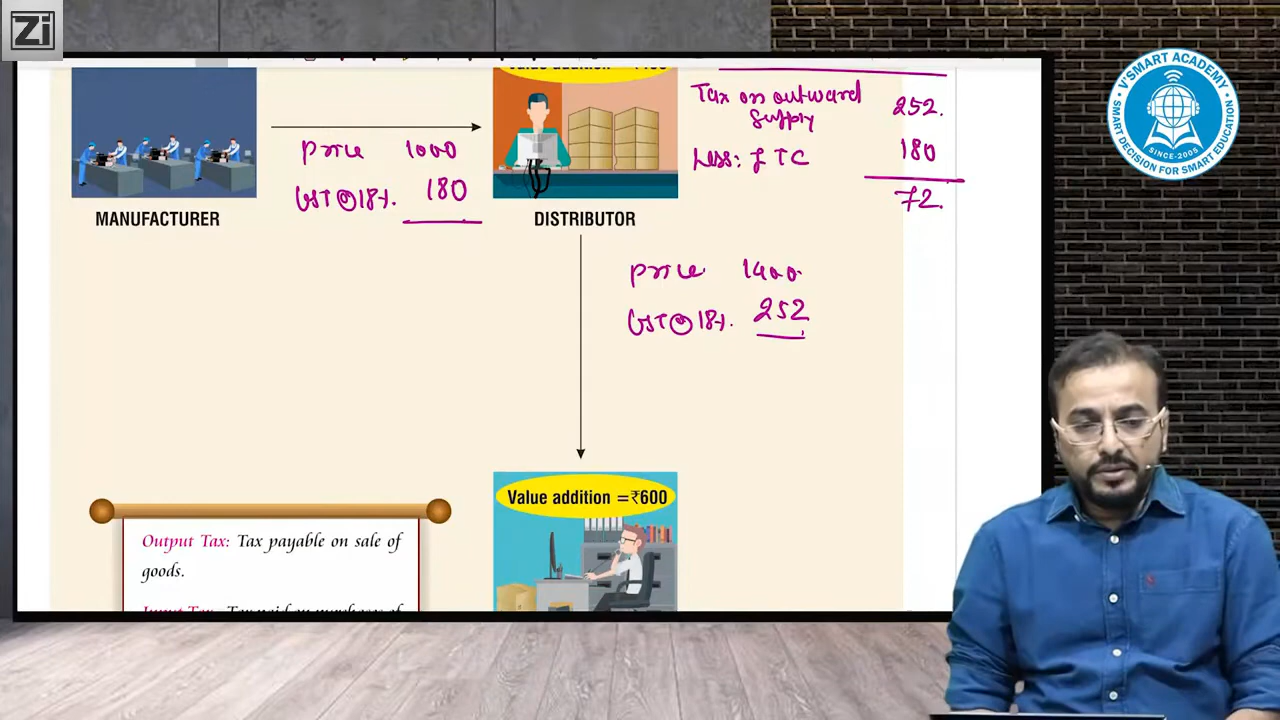 Zi
V'SMART ACADEMY
SMART DECISION FOR SMART EDUCATION
SINCE-2005
Tax on outward supply 252.
Less: ITC 180
72.
Price 1000
GST@18%. 180
MANUFACTURER
DISTRIBUTOR
Price 1400
GST@18%. 252
Value addition =₹600
Output Tax: Tax payable on sale of
goods.